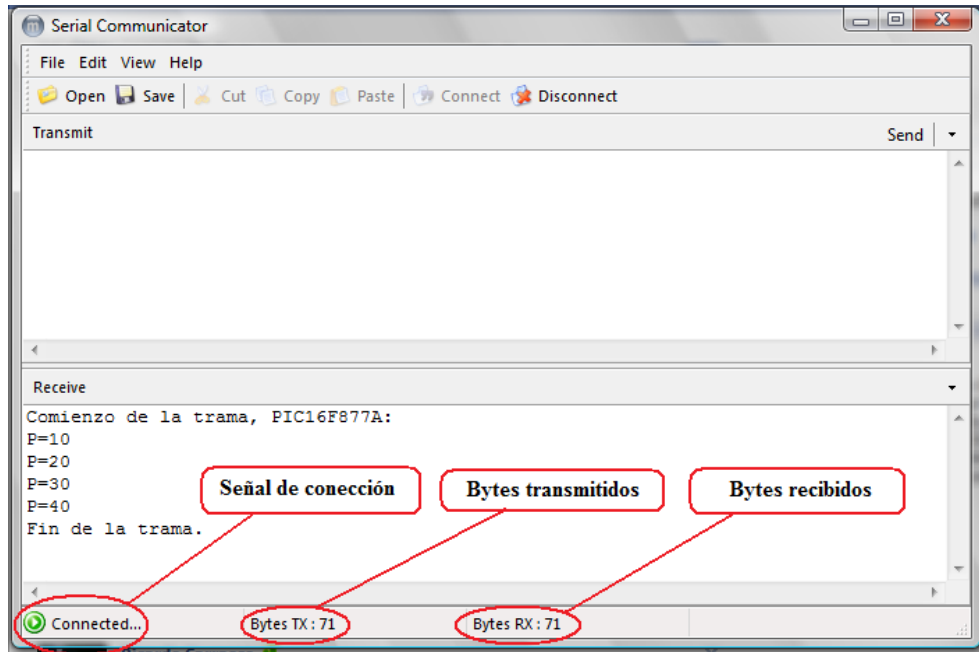 Serial Communicator
File Edit View Help
Open Save Cut Copy Paste Connect Disconnect
Transmit Send
Receive
Comienzo de la trama, PIC16F877A:
P=10
P=20
P=30
P=40
Fin de la trama.
Señal de conección
Bytes transmitidos
Bytes recibidos
Connected... Bytes TX : 71 Bytes RX : 71